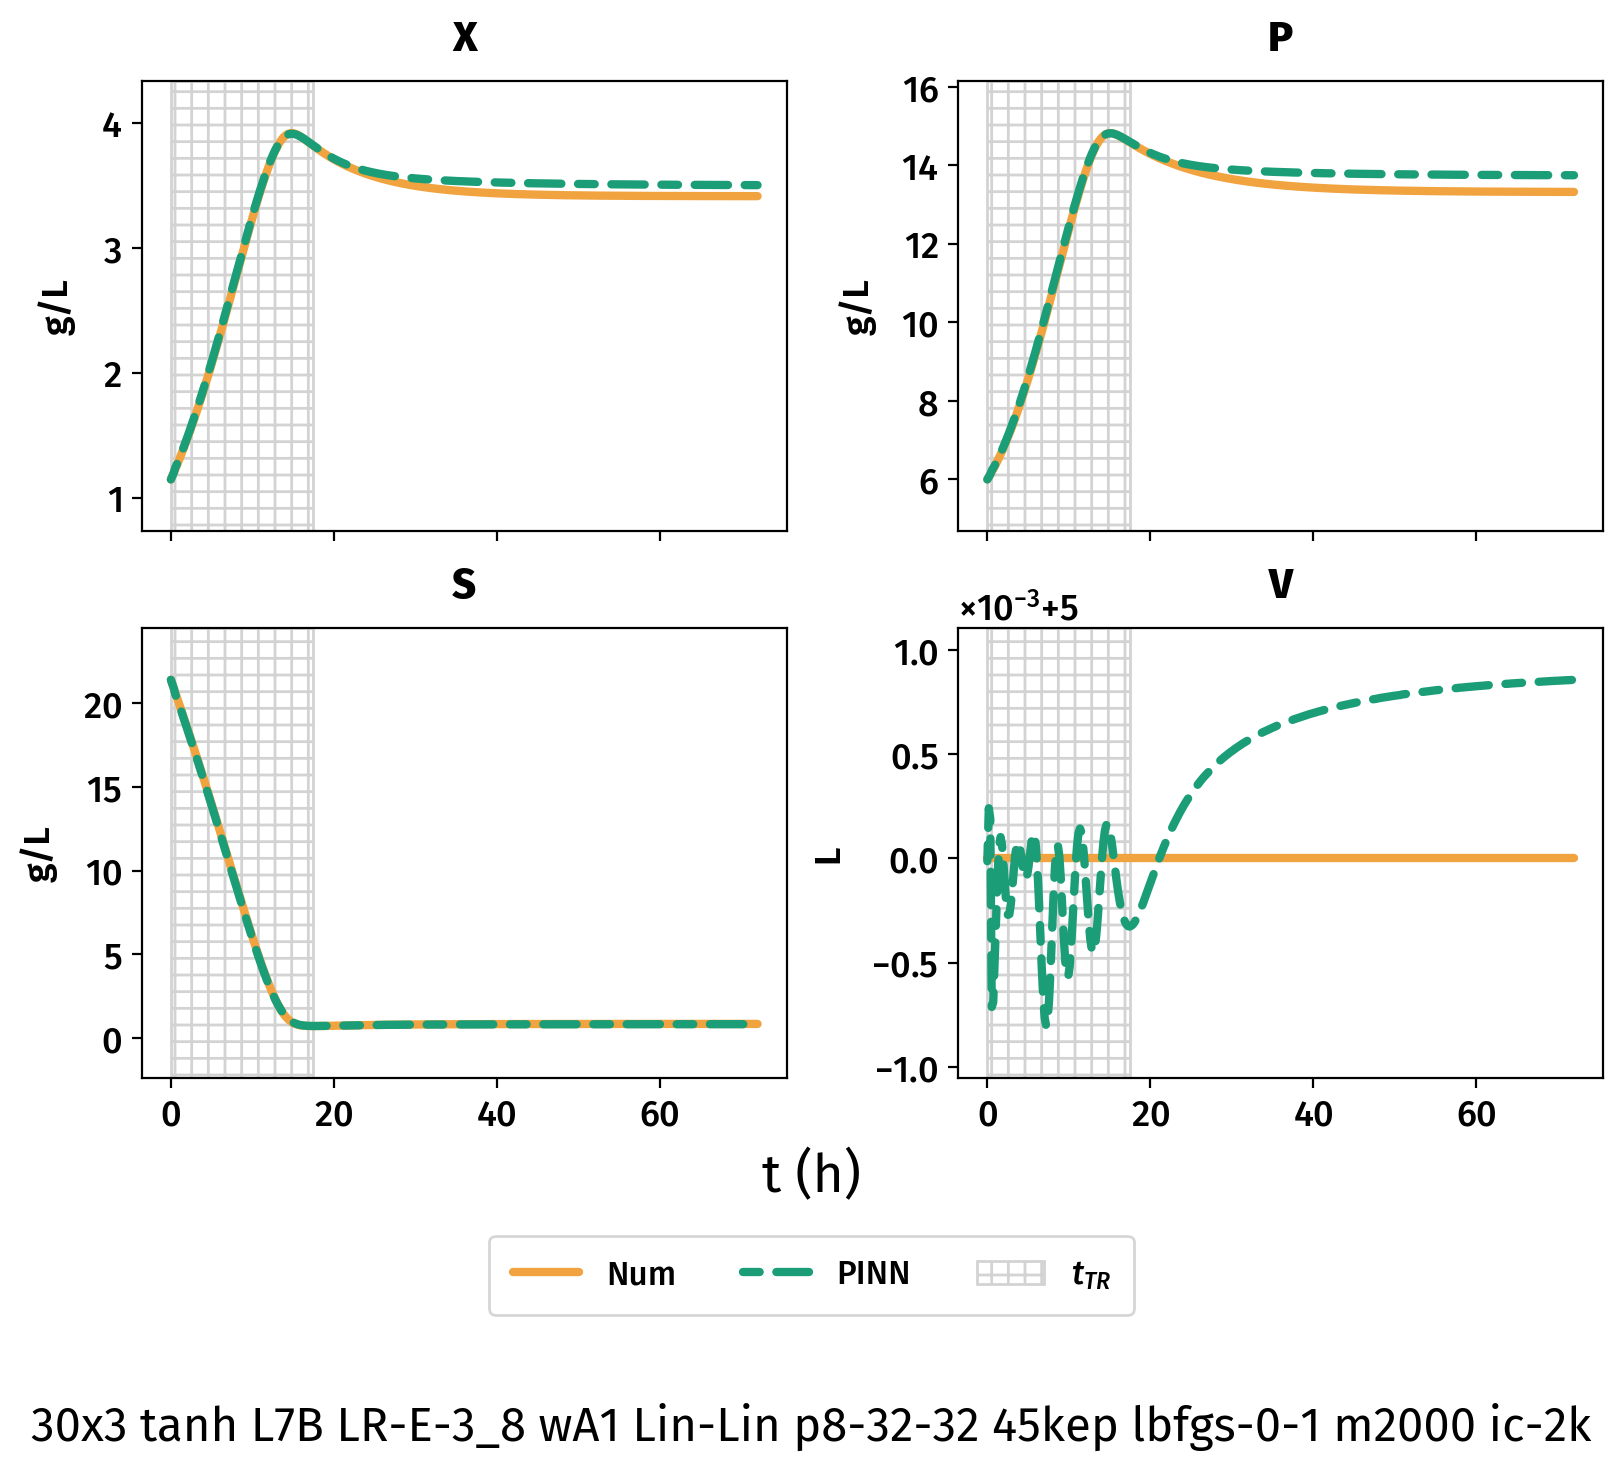 X
4
3
2
1
g/L
P
16
14
12
10
8
6
g/L
S
20
15
10
5
0
g/L
0 20 40 60
V
×10⁻³+5
1.0
0.5
0.0
−0.5
−1.0
L
0 20 40 60
t (h)
Num PINN t_TR
30x3 tanh L7B LR-E-3_8 wA1 Lin-Lin p8-32-32 45kep lbfgs-0-1 m2000 ic-2k